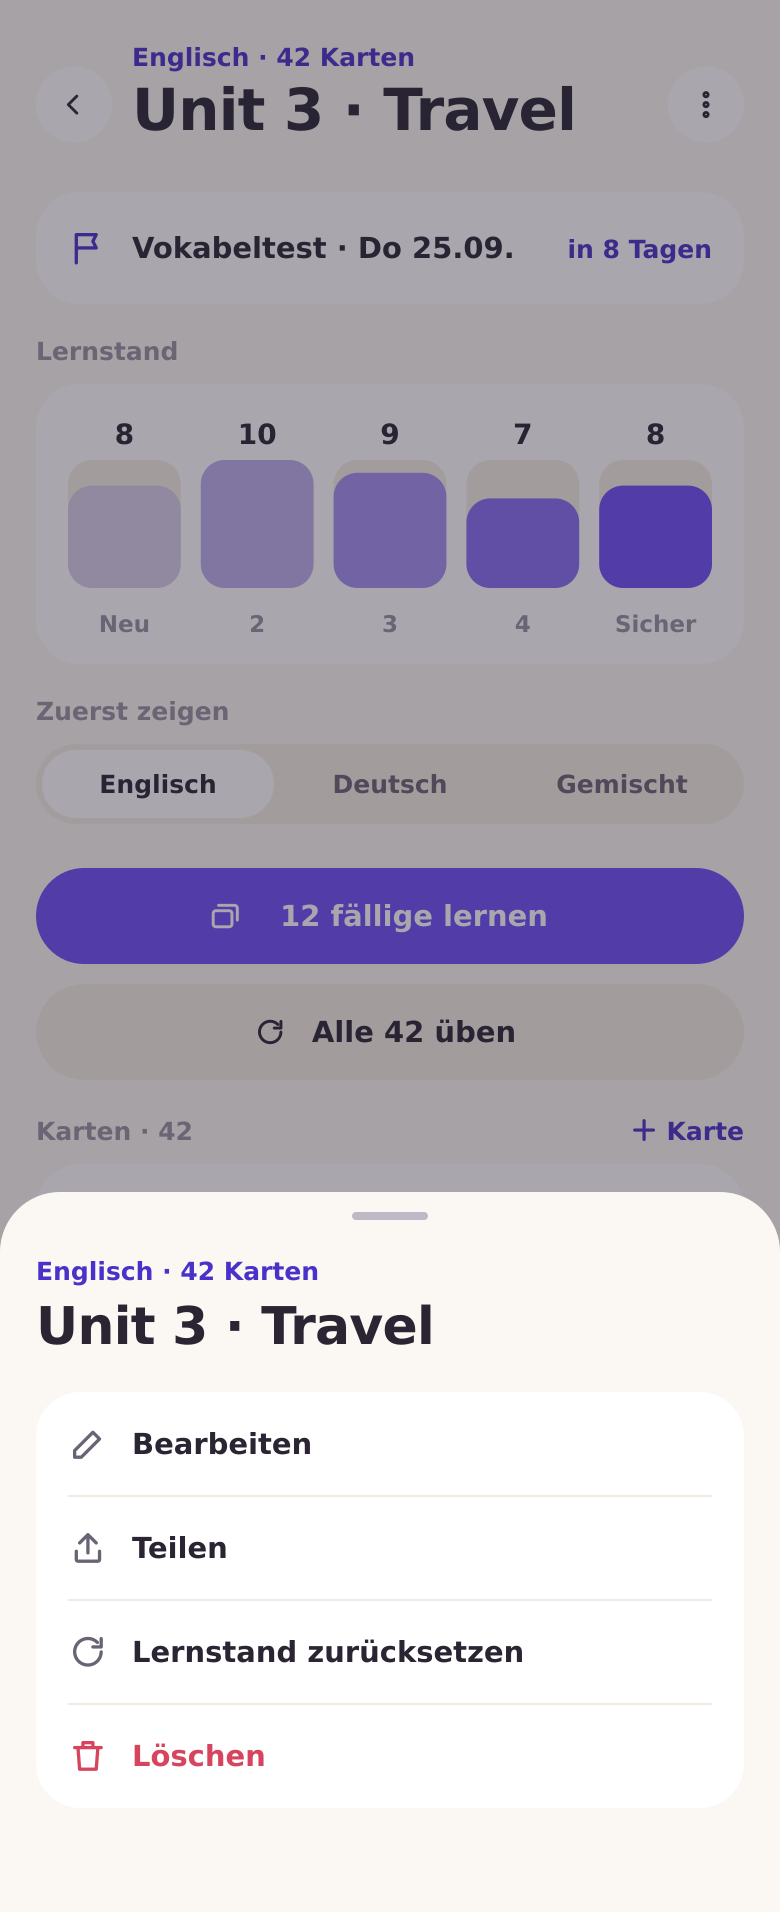 Englisch · 42 Karten
Unit 3 · Travel
Vokabeltest · Do 25.09. in 8 Tagen
Lernstand
8 10 9 7 8
Neu 2 3 4 Sicher
Zuerst zeigen
Englisch Deutsch Gemischt
12 fällige lernen
Alle 42 üben
Karten · 42 + Karte
Englisch · 42 Karten
Unit 3 · Travel
Bearbeiten
Teilen
Lernstand zurücksetzen
Löschen